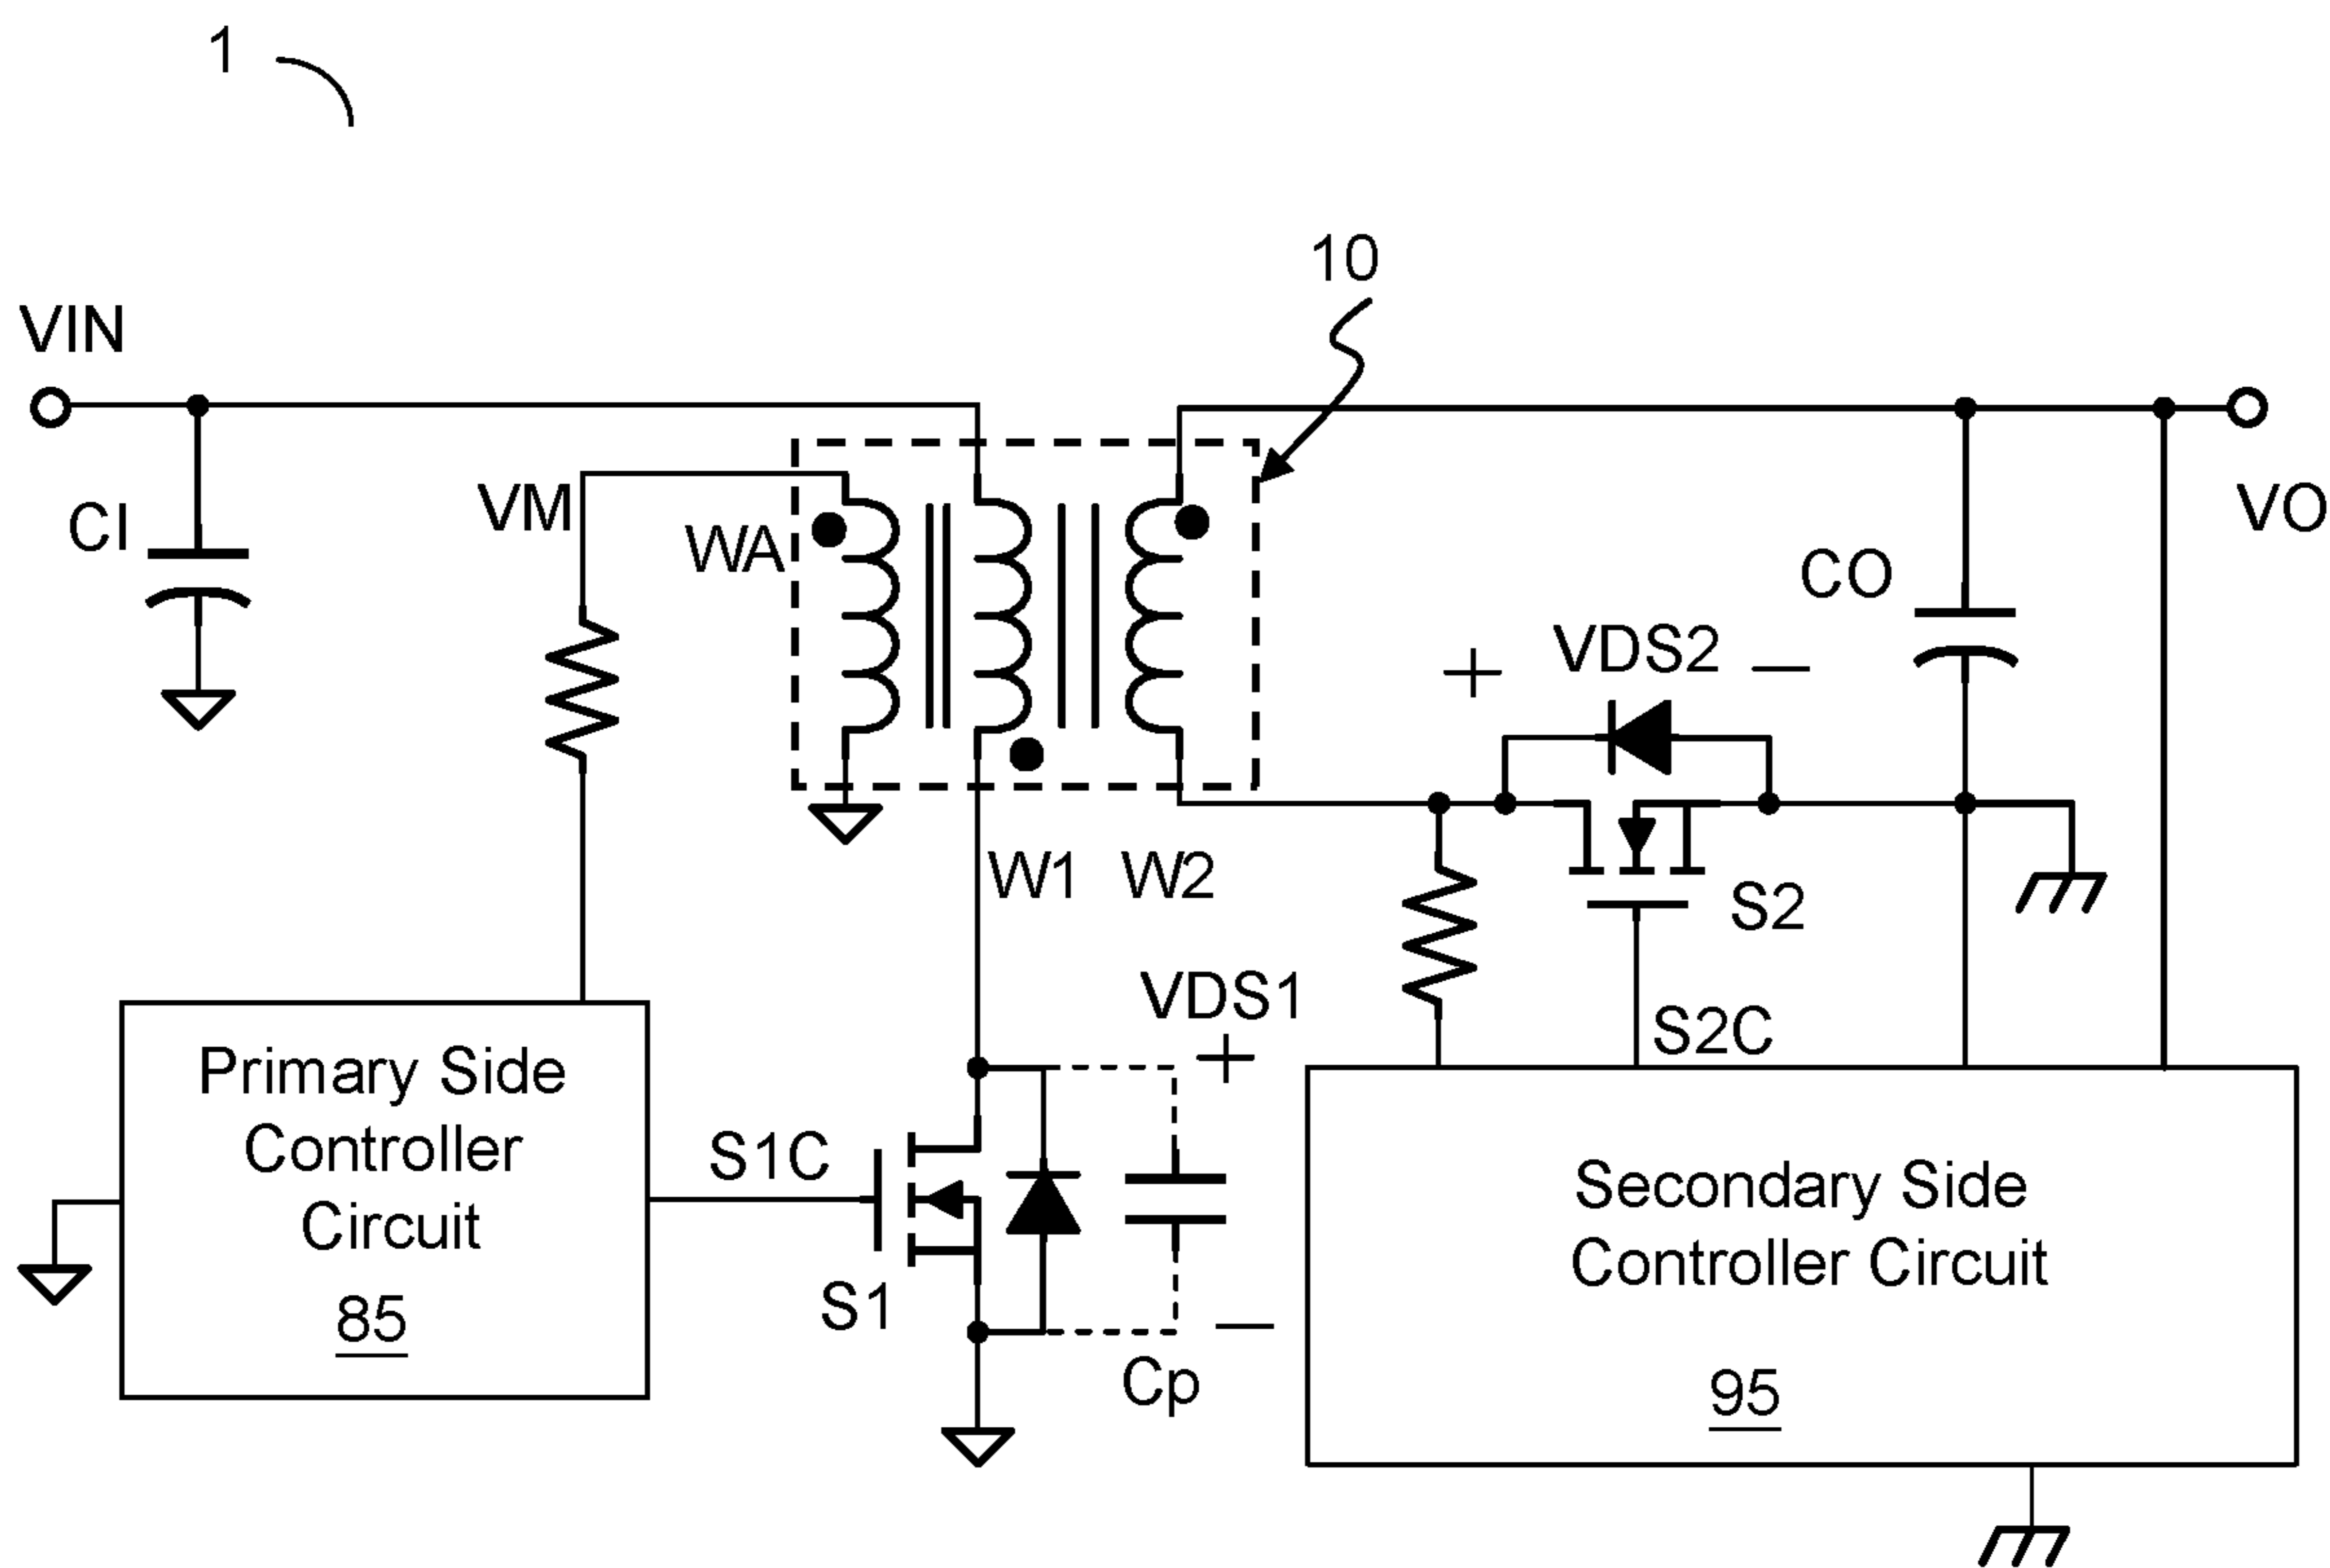 1
10
VIN
VM
CI
WA
VO
CO
+ VDS2 –
W1
W2
S2
VDS1
+
S2C
Primary Side
Controller
Circuit
85
S1C
S1
–
Cp
Secondary Side
Controller Circuit
95